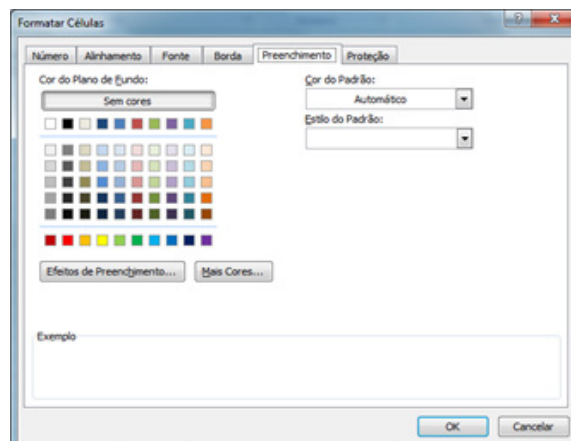 Formatar Células
Número Alinhamento Fonte Borda Preenchimento Proteção
Cor do Plano de Fundo:
Sem cores
Efeitos de Preenchimento... Mais Cores...
Cor do Padrão:
Automático
Estilo do Padrão:
Exemplo
OK Cancelar